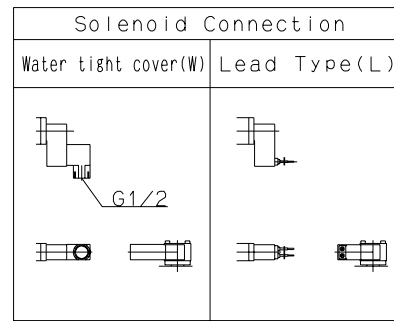 Solenoid Connection
Water tight cover(W)
Lead Type(L)
G1/2